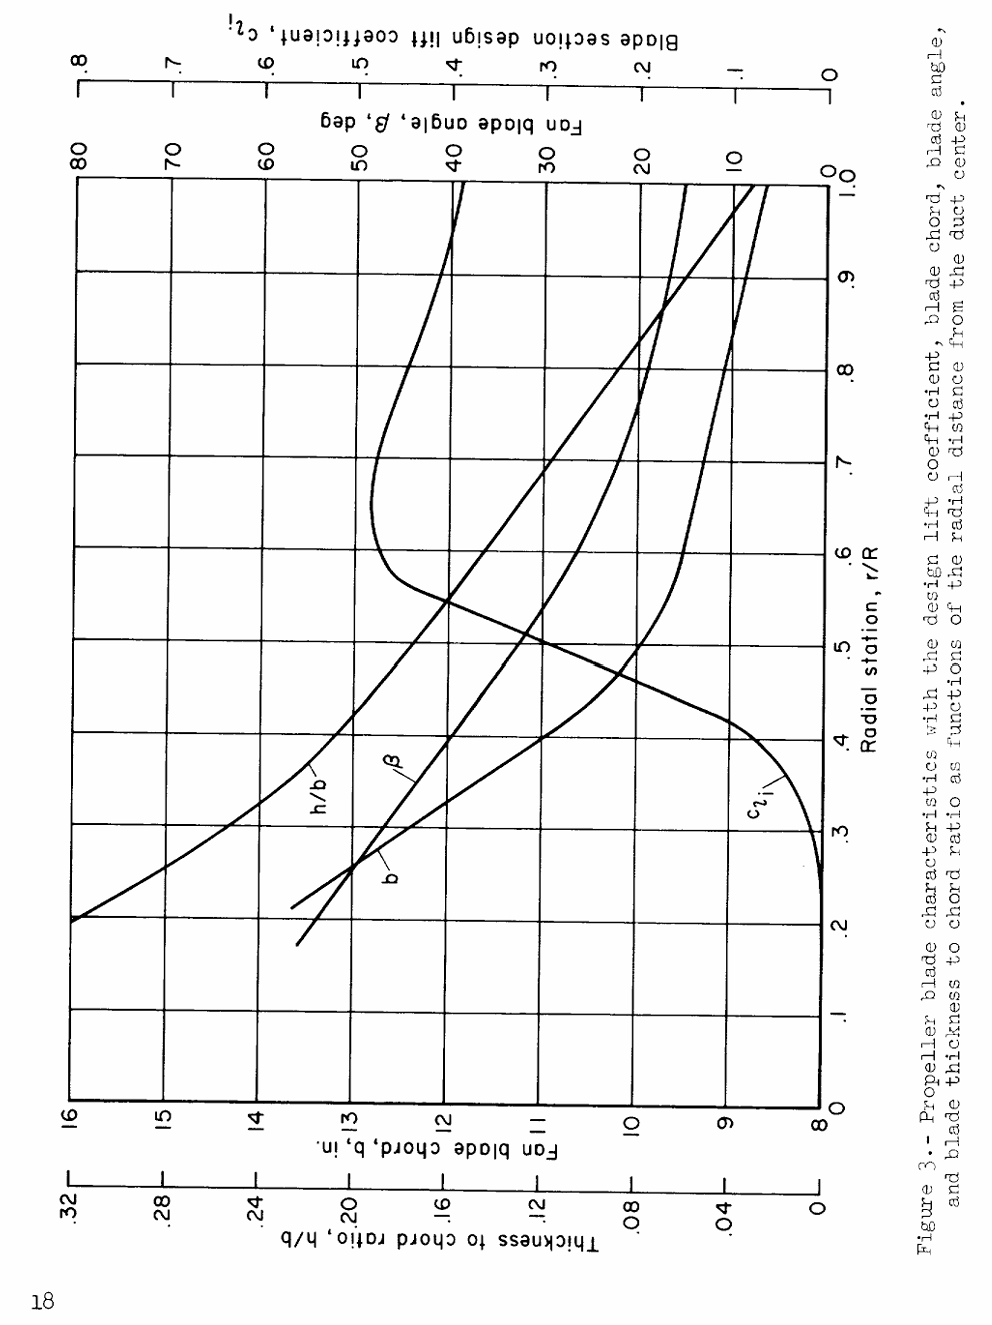 Thickness to chord ratio, h/b
.32
.28
.24
.20
.16
.12
.08
.04
0
Fan blade chord, b, in.
16
15
14
13
12
11
10
9
8
h/b
β
b
c
l
i
Fan blade angle, β, deg
80
70
60
50
40
30
20
10
0
Blade section design lift coefficient, c
l
i
.8
.7
.6
.5
.4
.3
.2
.1
0
0 .1 .2 .3 .4 .5 .6 .7 .8 .9 1.0
Radial station, r/R
Figure 3.- Propeller blade characteristics with the design lift coefficient, blade chord, blade angle,
and blade thickness to chord ratio as functions of the radial distance from the duct center.
18